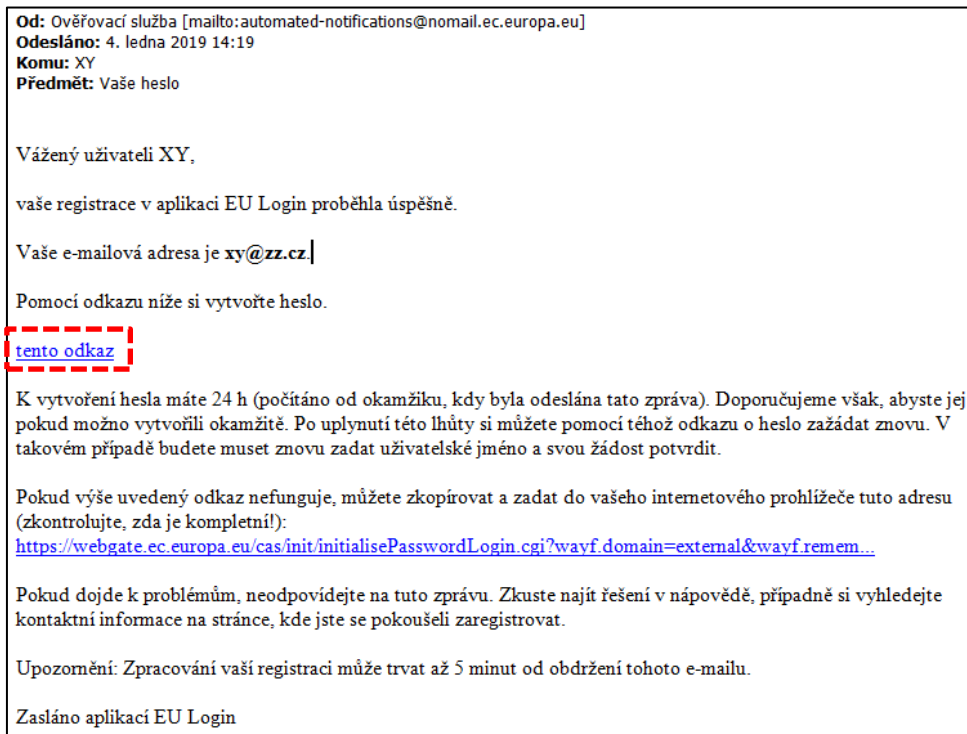 Od: Ověřovací služba [mailto:automated-notifications@nomail.ec.europa.eu]
Odesláno: 4. ledna 2019 14:19
Komu: XY
Předmět: Vaše heslo
Vážený uživateli XY,
vaše registrace v aplikaci EU Login proběhla úspěšně.
Vaše e-mailová adresa je xy@zz.cz.
Pomocí odkazu níže si vytvořte heslo.
tento odkaz
K vytvoření hesla máte 24 h (počítáno od okamžiku, kdy byla odeslána tato zpráva). Doporučujeme však, abyste jej
pokud možno vytvořili okamžitě. Po uplynutí této lhůty si můžete pomocí téhož odkazu o heslo zažádat znovu. V
takovém případě budete muset znovu zadat uživatelské jméno a svou žádost potvrdit.
Pokud výše uvedený odkaz nefunguje, můžete zkopírovat a zadat do vašeho internetového prohlížeče tuto adresu
(zkontrolujte, zda je kompletní!):
https://webgate.ec.europa.eu/cas/init/initialisePasswordLogin.cgi?wayf.domain=external&wayf.remem...
Pokud dojde k problémům, neodpovídejte na tuto zprávu. Zkuste najít řešení v nápovědě, případně si vyhledejte
kontaktní informace na stránce, kde jste se pokoušeli zaregistrovat.
Upozornění: Zpracování vaší registraci může trvat až 5 minut od obdržení tohoto e-mailu.
Zasláno aplikací EU Login